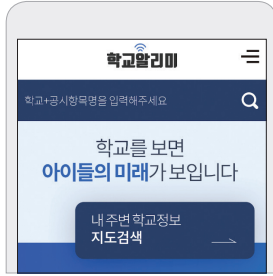 학교알리미
학교+공시항목명을 입력해주세요
학교를 보면
아이들의 미래가 보입니다
내 주변 학교정보
지도검색